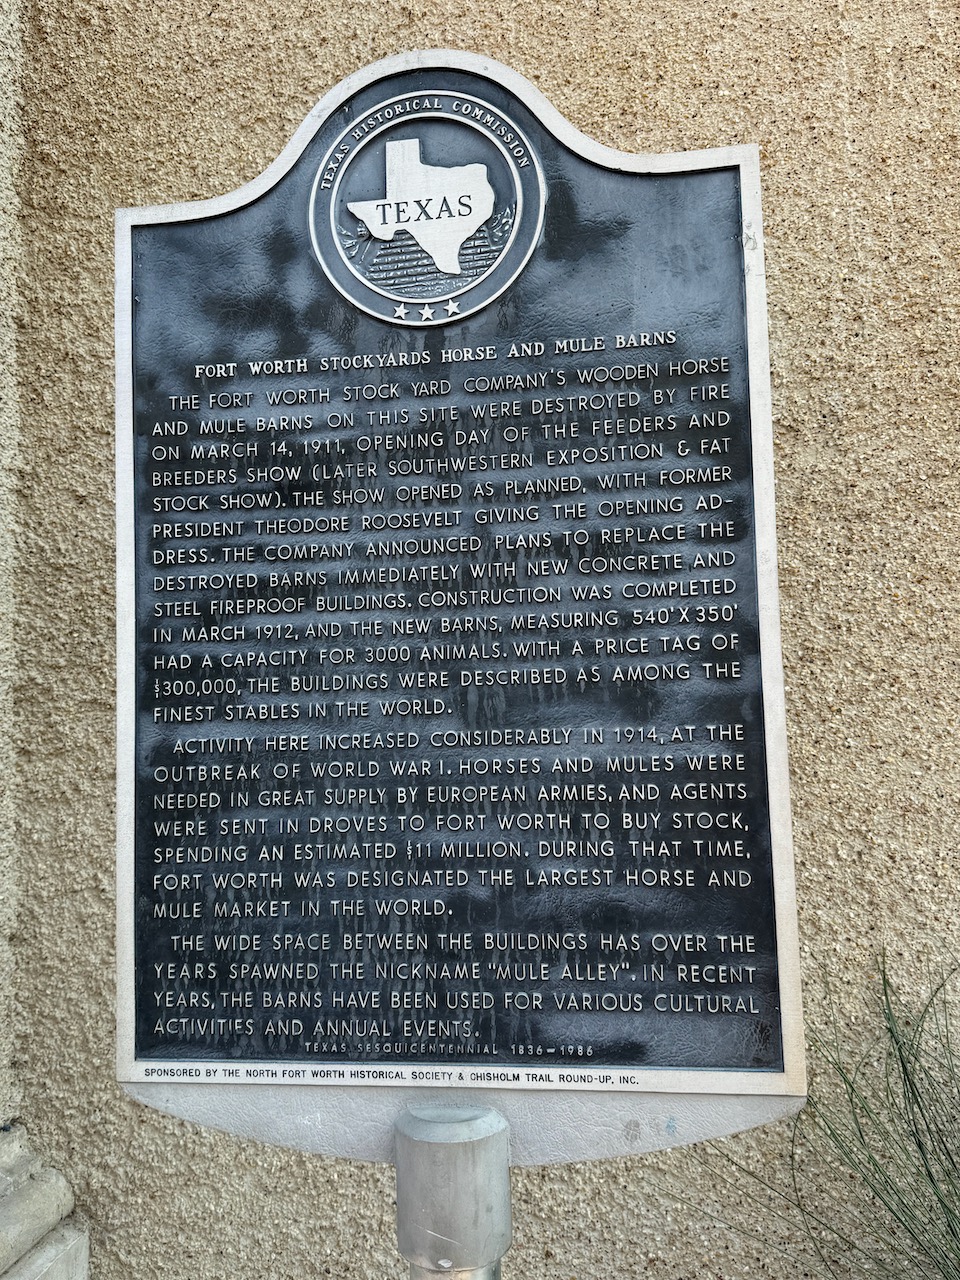 TEXAS HISTORICAL COMMISSION
TEXAS
FORT WORTH STOCKYARDS HORSE AND MULE BARNS
THE FORT WORTH STOCK YARD COMPANY'S WOODEN HORSE
AND MULE BARNS ON THIS SITE WERE DESTROYED BY FIRE
ON MARCH 14, 1911, OPENING DAY OF THE FEEDERS AND
BREEDERS SHOW (LATER SOUTHWESTERN EXPOSITION & FAT
STOCK SHOW). THE SHOW OPENED AS PLANNED, WITH FORMER
PRESIDENT THEODORE ROOSEVELT GIVING THE OPENING AD-
DRESS. THE COMPANY ANNOUNCED PLANS TO REPLACE THE
DESTROYED BARNS IMMEDIATELY WITH NEW CONCRETE AND
STEEL FIREPROOF BUILDINGS. CONSTRUCTION WAS COMPLETED
IN MARCH 1912, AND THE NEW BARNS, MEASURING 540' X 350'
HAD A CAPACITY FOR 3000 ANIMALS. WITH A PRICE TAG OF
$300,000, THE BUILDINGS WERE DESCRIBED AS AMONG THE
FINEST STABLES IN THE WORLD.
ACTIVITY HERE INCREASED CONSIDERABLY IN 1914, AT THE
OUTBREAK OF WORLD WAR I. HORSES AND MULES WERE
NEEDED IN GREAT SUPPLY BY EUROPEAN ARMIES, AND AGENTS
WERE SENT IN DROVES TO FORT WORTH TO BUY STOCK,
SPENDING AN ESTIMATED $11 MILLION. DURING THAT TIME,
FORT WORTH WAS DESIGNATED THE LARGEST HORSE AND
MULE MARKET IN THE WORLD.
THE WIDE SPACE BETWEEN THE BUILDINGS HAS OVER THE
YEARS SPAWNED THE NICKNAME "MULE ALLEY". IN RECENT
YEARS, THE BARNS HAVE BEEN USED FOR VARIOUS CULTURAL
ACTIVITIES AND ANNUAL EVENTS.
TEXAS SESQUICENTENNIAL 1836-1986
SPONSORED BY THE NORTH FORT WORTH HISTORICAL SOCIETY & CHISHOLM TRAIL ROUND-UP, INC.